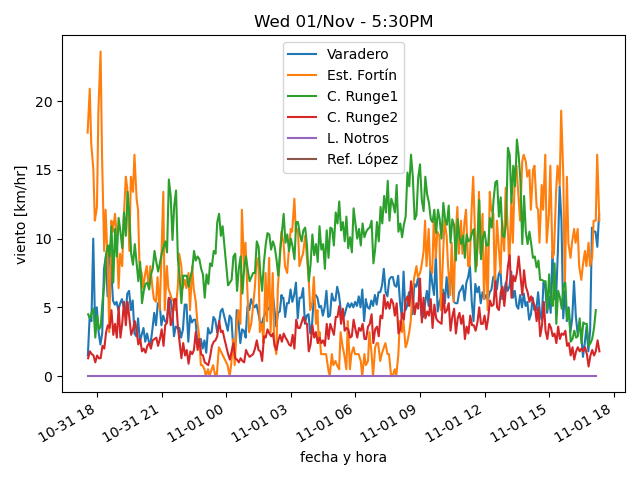 Wed 01/Nov - 5:30PM
Varadero
Est. Fortín
C. Runge1
C. Runge2
L. Notros
Ref. López
viento [km/hr]
20
15
10
5
0
10-31 18
10-31 21
11-01 00
11-01 03
11-01 06
11-01 09
11-01 12
11-01 15
11-01 18
fecha y hora